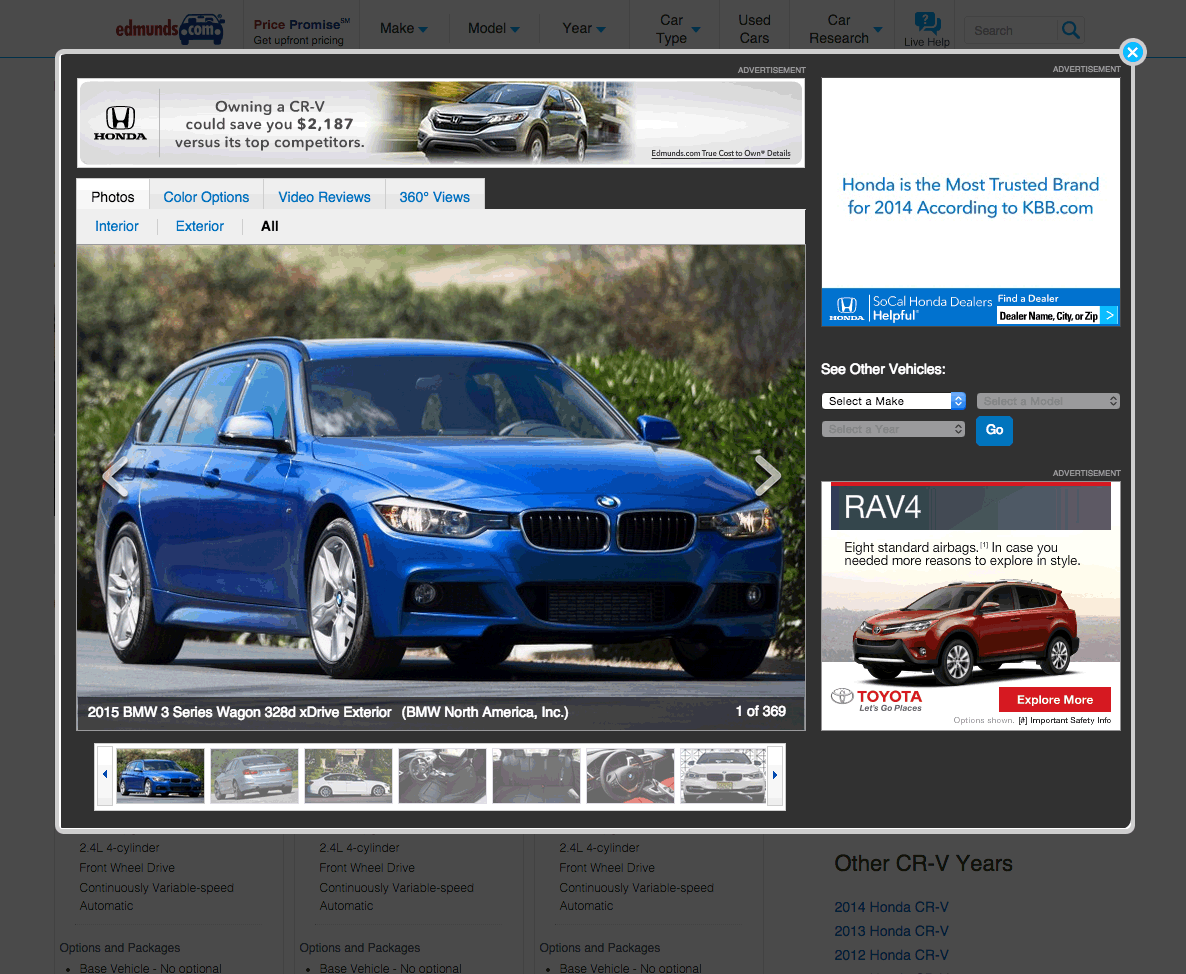 edmunds.com
Price Promise℠
Get upfront pricing
Make
Model
Year
Car
Type
Used
Cars
Car
Research
?
Live Help
Search
ADVERTISEMENT
HONDA
Owning a CR-V
could save you $2,187
versus its top competitors.
Edmunds.com True Cost to Own® Details
ADVERTISEMENT
Honda is the Most Trusted Brand
for 2014 According to KBB.com
HONDA
SoCal Honda Dealers
Helpful
Find a Dealer
Dealer Name, City, or Zip >
Photos
Color Options
Video Reviews
360° Views
Interior
Exterior
All
2015 BMW 3 Series Wagon 328d xDrive Exterior (BMW North America, Inc.)
1 of 369
See Other Vehicles:
Select a Make
Select a Model
Select a Year
Go
ADVERTISEMENT
RAV4
Eight standard airbags.[1] In case you
needed more reasons to explore in style.
TOYOTA
Let's Go Places
Explore More
Options shown. [#] Important Safety Info
2.4L 4-cylinder
Front Wheel Drive
Continuously Variable-speed
Automatic
Options and Packages
• Base Vehicle - No optional
2.4L 4-cylinder
Front Wheel Drive
Continuously Variable-speed
Automatic
Options and Packages
• Base Vehicle - No optional
2.4L 4-cylinder
Front Wheel Drive
Continuously Variable-speed
Automatic
Options and Packages
• Base Vehicle - No optional
Other CR-V Years
2014 Honda CR-V
2013 Honda CR-V
2012 Honda CR-V